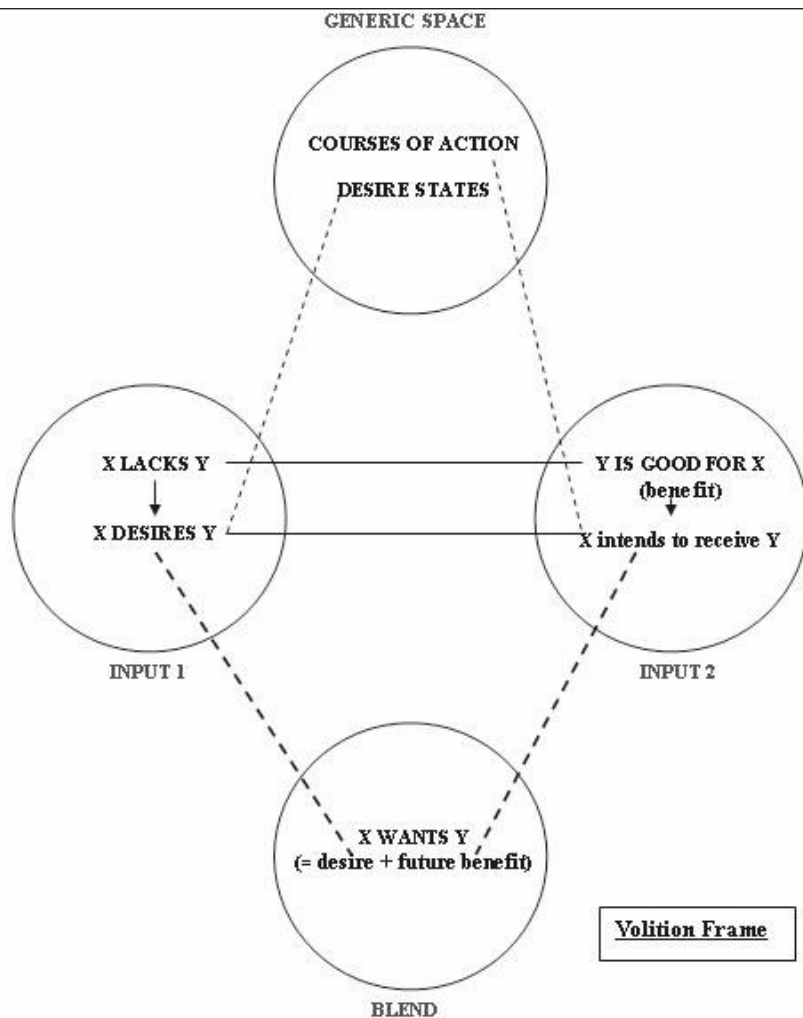 GENERIC SPACE
COURSES OF ACTION
DESIRE STATES
X LACKS Y
X DESIRES Y
INPUT 1
Y IS GOOD FOR X
(benefit)
X intends to receive Y
INPUT 2
X WANTS Y
(= desire + future benefit)
BLEND
Volition Frame